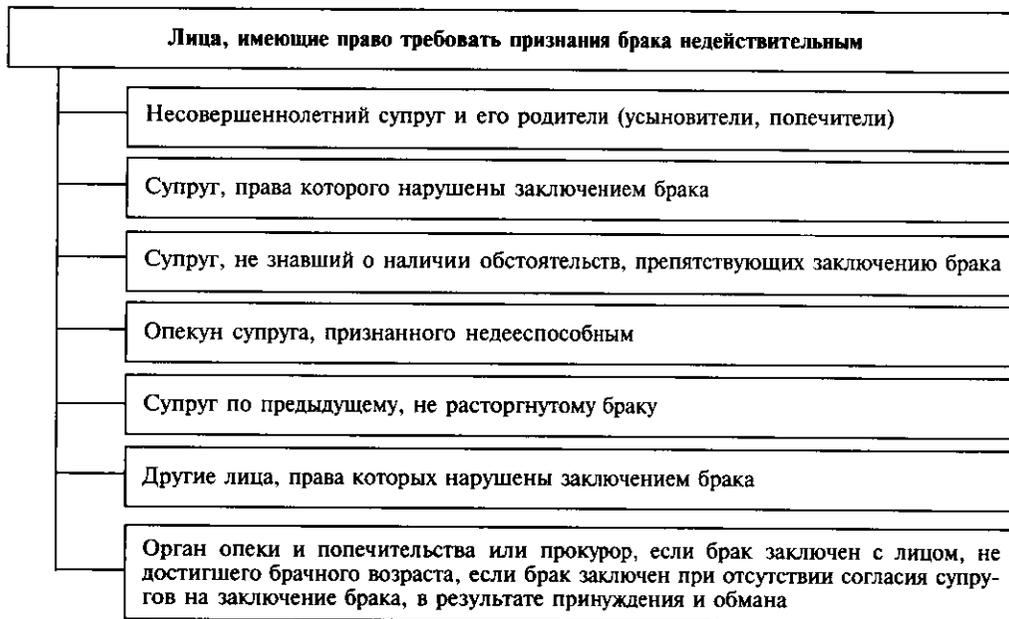 Лица, имеющие право требовать признания брака недействительным
Несовершеннолетний супруг и его родители (усыновители, попечители)
Супруг, права которого нарушены заключением брака
Супруг, не знавший о наличии обстоятельств, препятствующих заключению брака
Опекун супруга, признанного недееспособным
Супруг по предыдущему, не расторгнутому браку
Другие лица, права которых нарушены заключением брака
Орган опеки и попечительства или прокурор, если брак заключен с лицом, не
достигшего брачного возраста, если брак заключен при отсутствии согласия супру-
гов на заключение брака, в результате принуждения и обмана